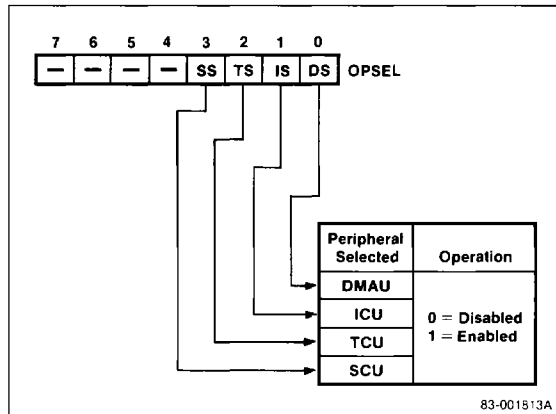 7 6 5 4 3 2 1 0
— — — — SS TS IS DS OPSEL
Peripheral
Selected
Operation
DMAU
ICU
TCU
SCU
0 = Disabled
1 = Enabled
83-001813A